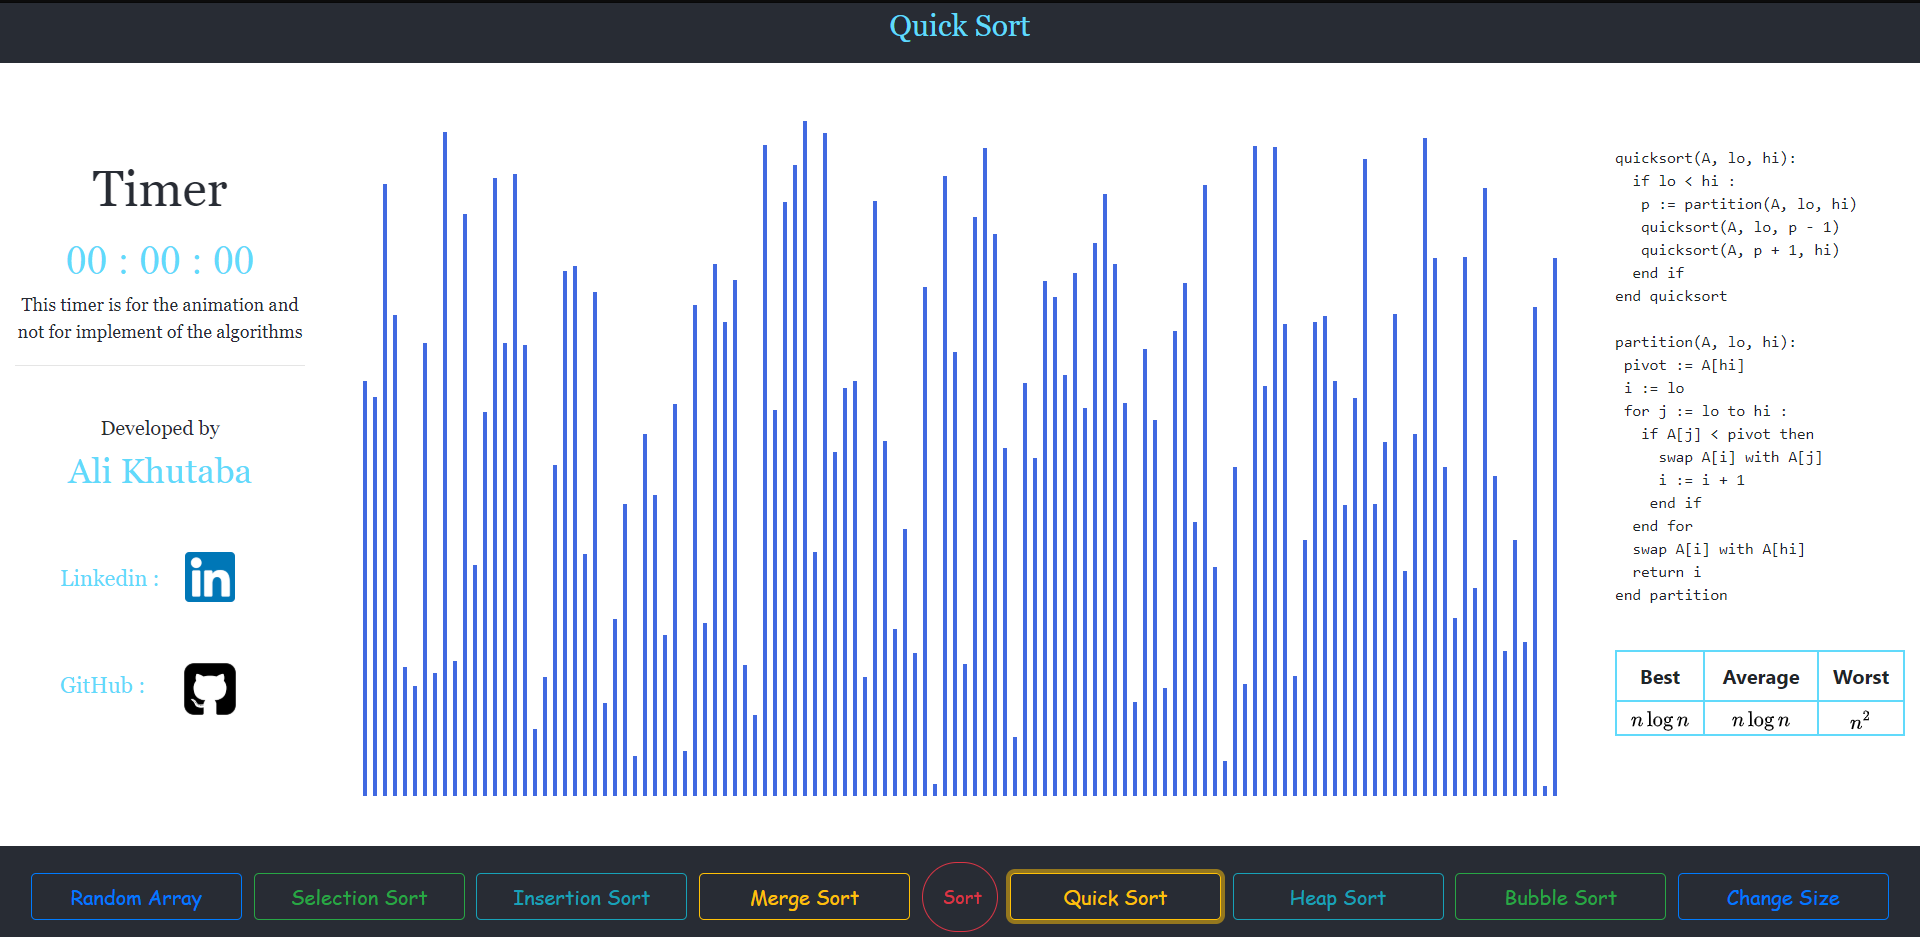 Quick Sort
Timer
00 : 00 : 00
This timer is for the animation and
not for implement of the algorithms
Developed by
Ali Khutaba
Linkedin :
in
GitHub :
quicksort(A, lo, hi):
  if lo < hi :
   p := partition(A, lo, hi)
   quicksort(A, lo, p - 1)
   quicksort(A, p + 1, hi)
  end if
end quicksort
partition(A, lo, hi):
 pivot := A[hi]
 i := lo
 for j := lo to hi :
   if A[j] < pivot then
     swap A[i] with A[j]
     i := i + 1
    end if
  end for
  swap A[i] with A[hi]
  return i
end partition
Best Average Worst
n log n n log n n²
Random Array Selection Sort Insertion Sort Merge Sort Sort Quick Sort Heap Sort Bubble Sort Change Size